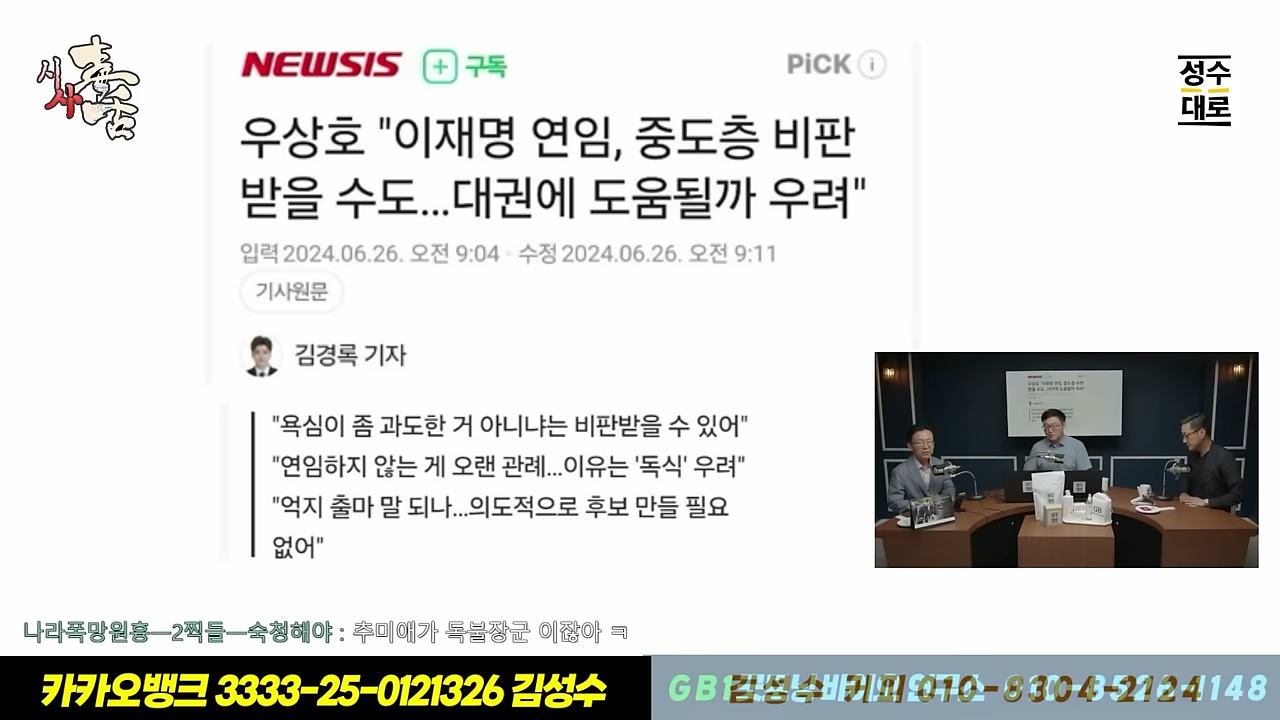 시사
NEWSIS 구독
PiCK
성수
대로
우상호 "이재명 연임, 중도층 비판
받을 수도...대권에 도움될까 우려"
입력 2024.06.26. 오전 9:04 · 수정 2024.06.26. 오전 9:11
기사원문
김경록 기자
"욕심이 좀 과도한 거 아니냐는 비판받을 수 있어"
"연임하지 않는 게 오랜 관례...이유는 '독식' 우려"
"억지 출마 말 되나...의도적으로 후보 만들 필요
없어"
나라폭망원흉—2찍들—숙청해야 : 추미애가 독불장군 이잖아 ㅋ
카카오뱅크 3333-25-0121326 김성수